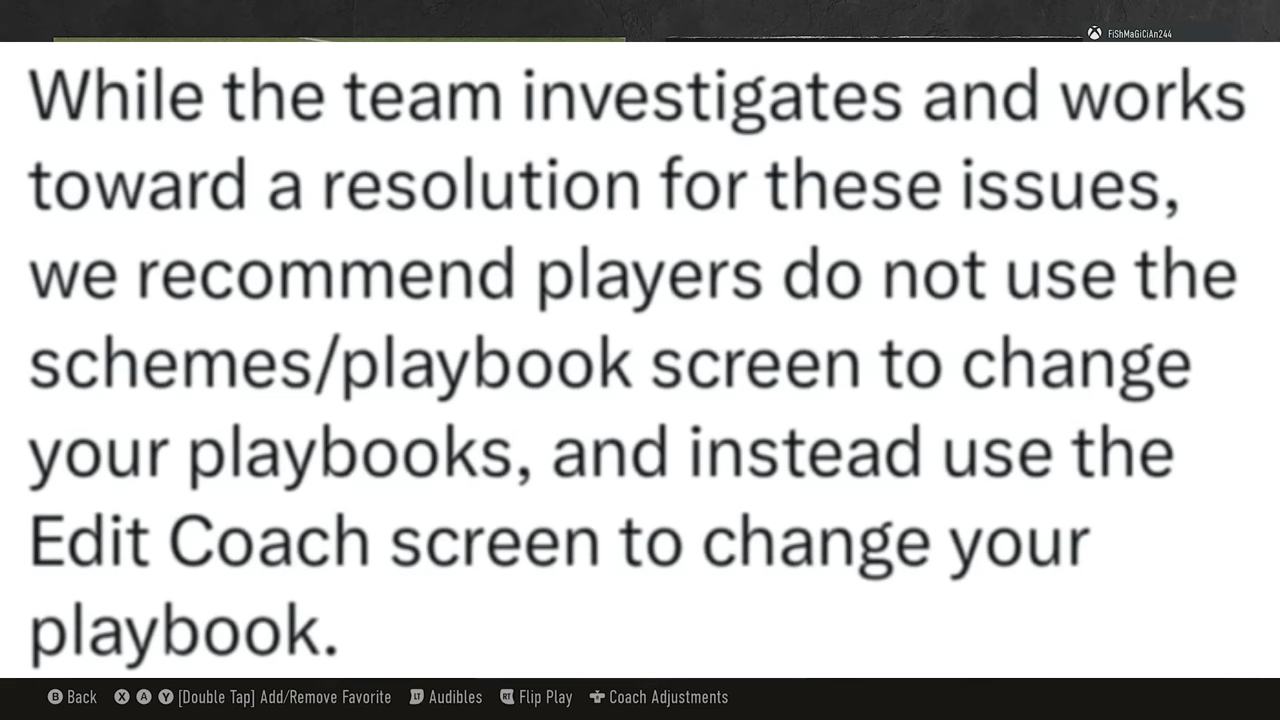 FiShMaGiCiAn244
While the team investigates and works
toward a resolution for these issues,
we recommend players do not use the
schemes/playbook screen to change
your playbooks, and instead use the
Edit Coach screen to change your
playbook.
B Back X A Y [Double Tap] Add/Remove Favorite LT Audibles RT Flip Play Coach Adjustments